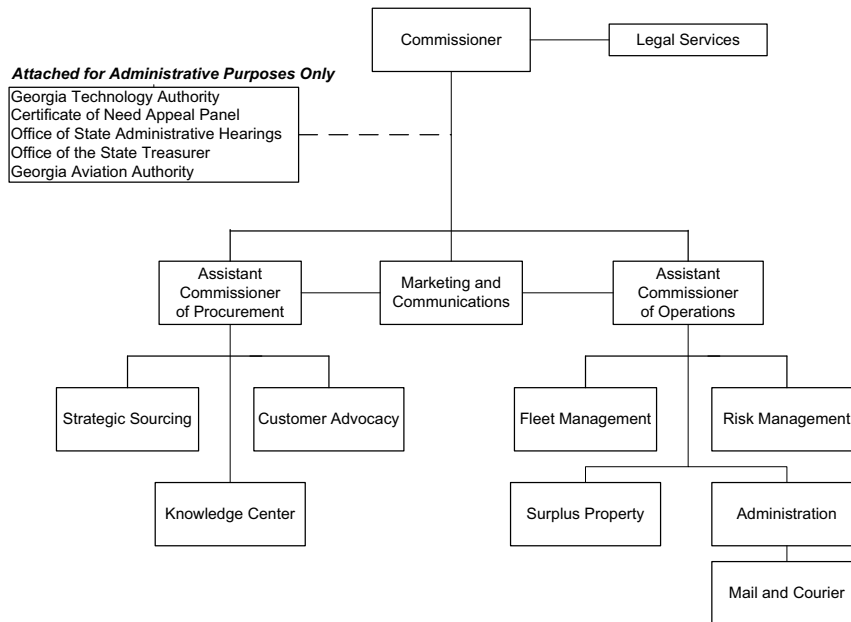 Commissioner
Legal Services
Attached for Administrative Purposes Only
Georgia Technology Authority
Certificate of Need Appeal Panel
Office of State Administrative Hearings
Office of the State Treasurer
Georgia Aviation Authority
Assistant
Commissioner
of Procurement
Marketing and
Communications
Assistant
Commissioner
of Operations
Strategic Sourcing
Customer Advocacy
Fleet Management
Risk Management
Knowledge Center
Surplus Property
Administration
Mail and Courier